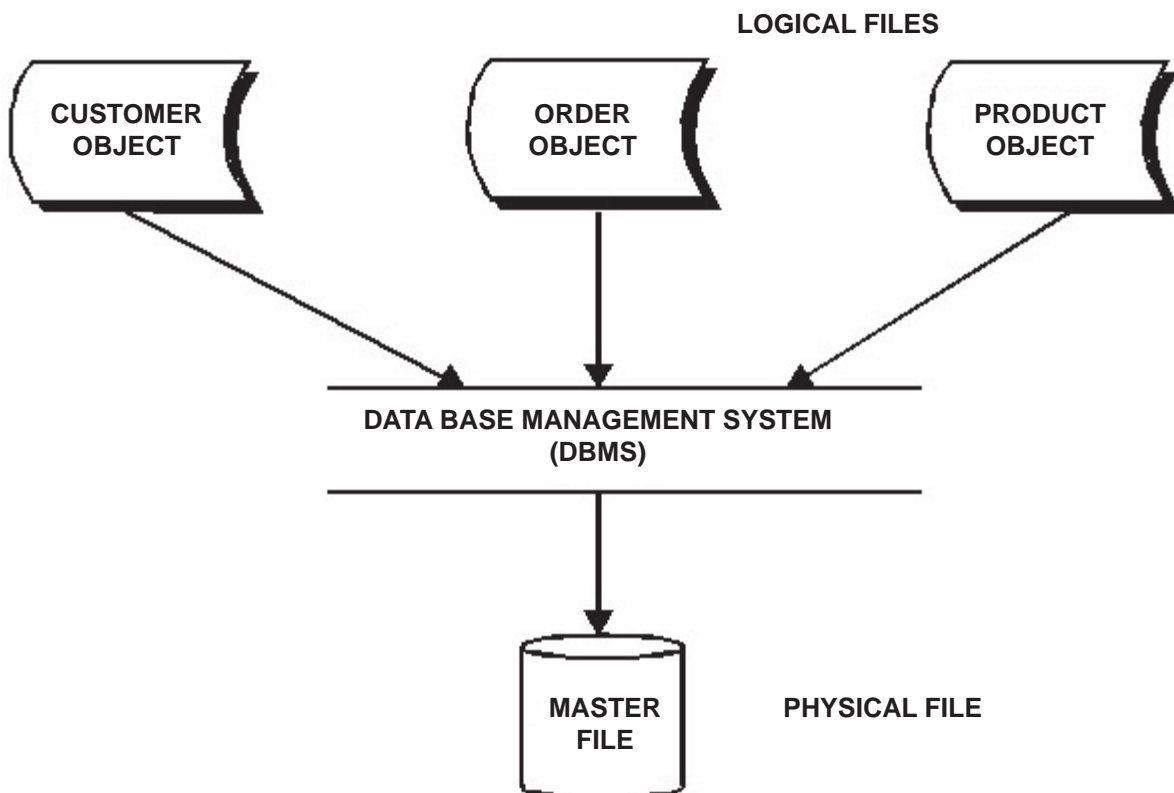 LOGICAL FILES
CUSTOMER
OBJECT
ORDER
OBJECT
PRODUCT
OBJECT
DATA BASE MANAGEMENT SYSTEM
(DBMS)
MASTER
FILE
PHYSICAL FILE